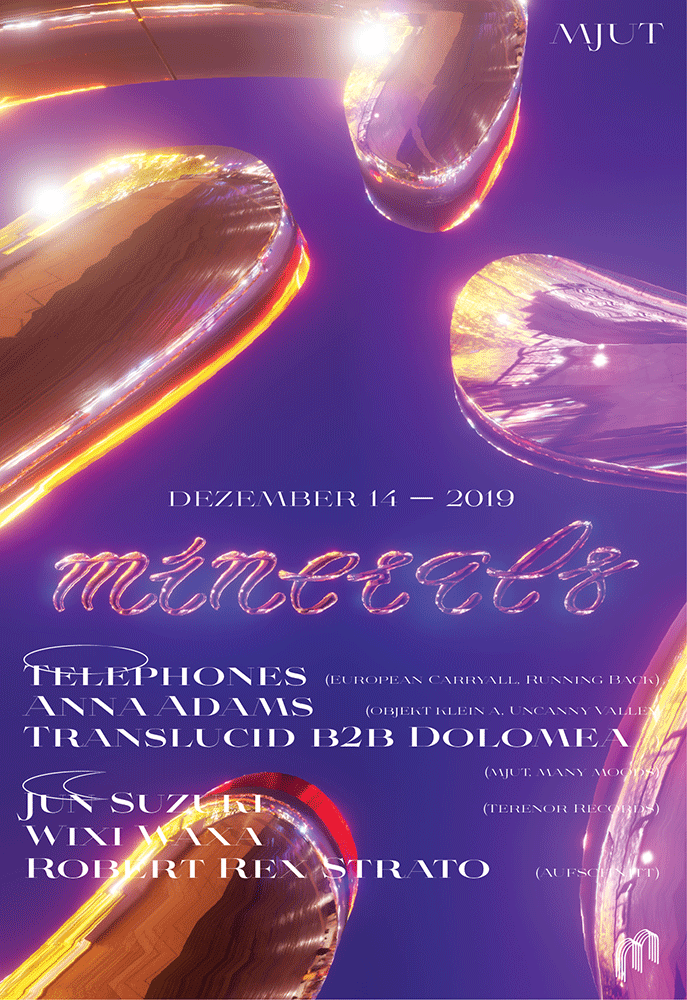 MJUT
DEZEMBER 14 — 2019
minerals
TELEPHONES (EUROPEAN CARRYALL, RUNNING BACK)
ANNA ADAMS (OBJEKT KLEIN A, UNCANNY VALLEY)
TRANSLUCID B2B DOLOMEA
(MJUT, MANY MOODS)
JUN SUZUKI (TERENOR RECORDS)
WIXI WAXA
ROBERT REX STRATO (AUFSCHNITT)
m